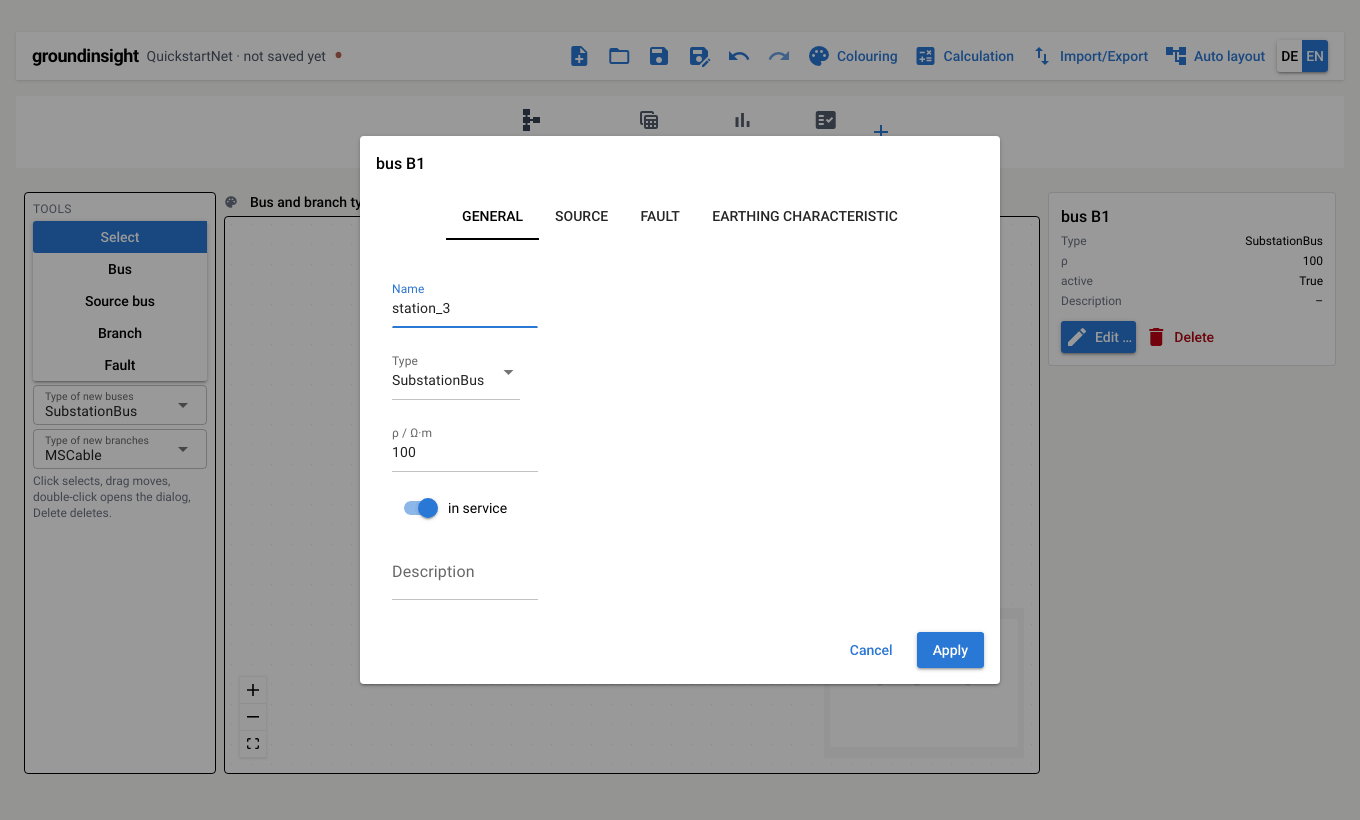 groundinsight QuickstartNet · not saved yet Colouring Calculation Import/Export Auto layout DE EN
bus B1
GENERAL SOURCE FAULT EARTHING CHARACTERISTIC
Name
station_3
Type
SubstationBus
ρ / Ω·m
100
in service
Description
Cancel Apply
TOOLS
Select
Bus
Source bus
Branch
Fault
Type of new buses
SubstationBus
Type of new branches
MSCable
Click selects, drag moves,
double-click opens the dialog,
Delete deletes.
Bus and branch ty
bus B1
Type SubstationBus
ρ 100
active True
Description –
Edit ... Delete